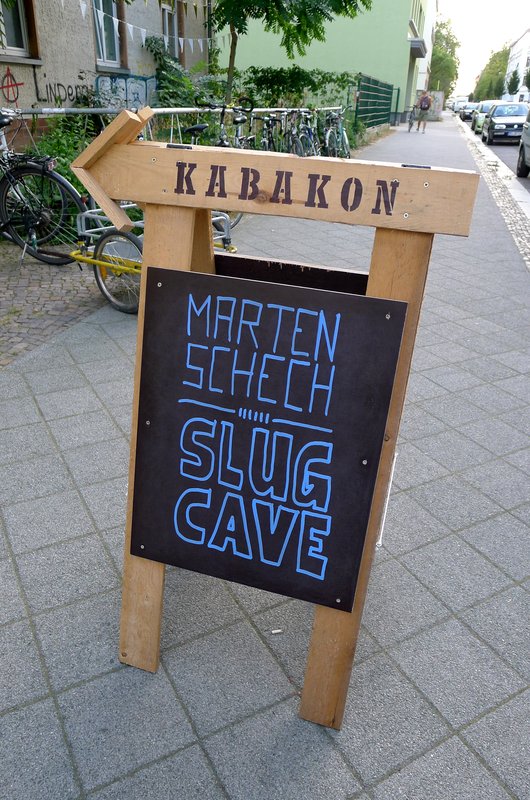 KABAKON
MARTEN
SCHECH
SLUG
CAVE